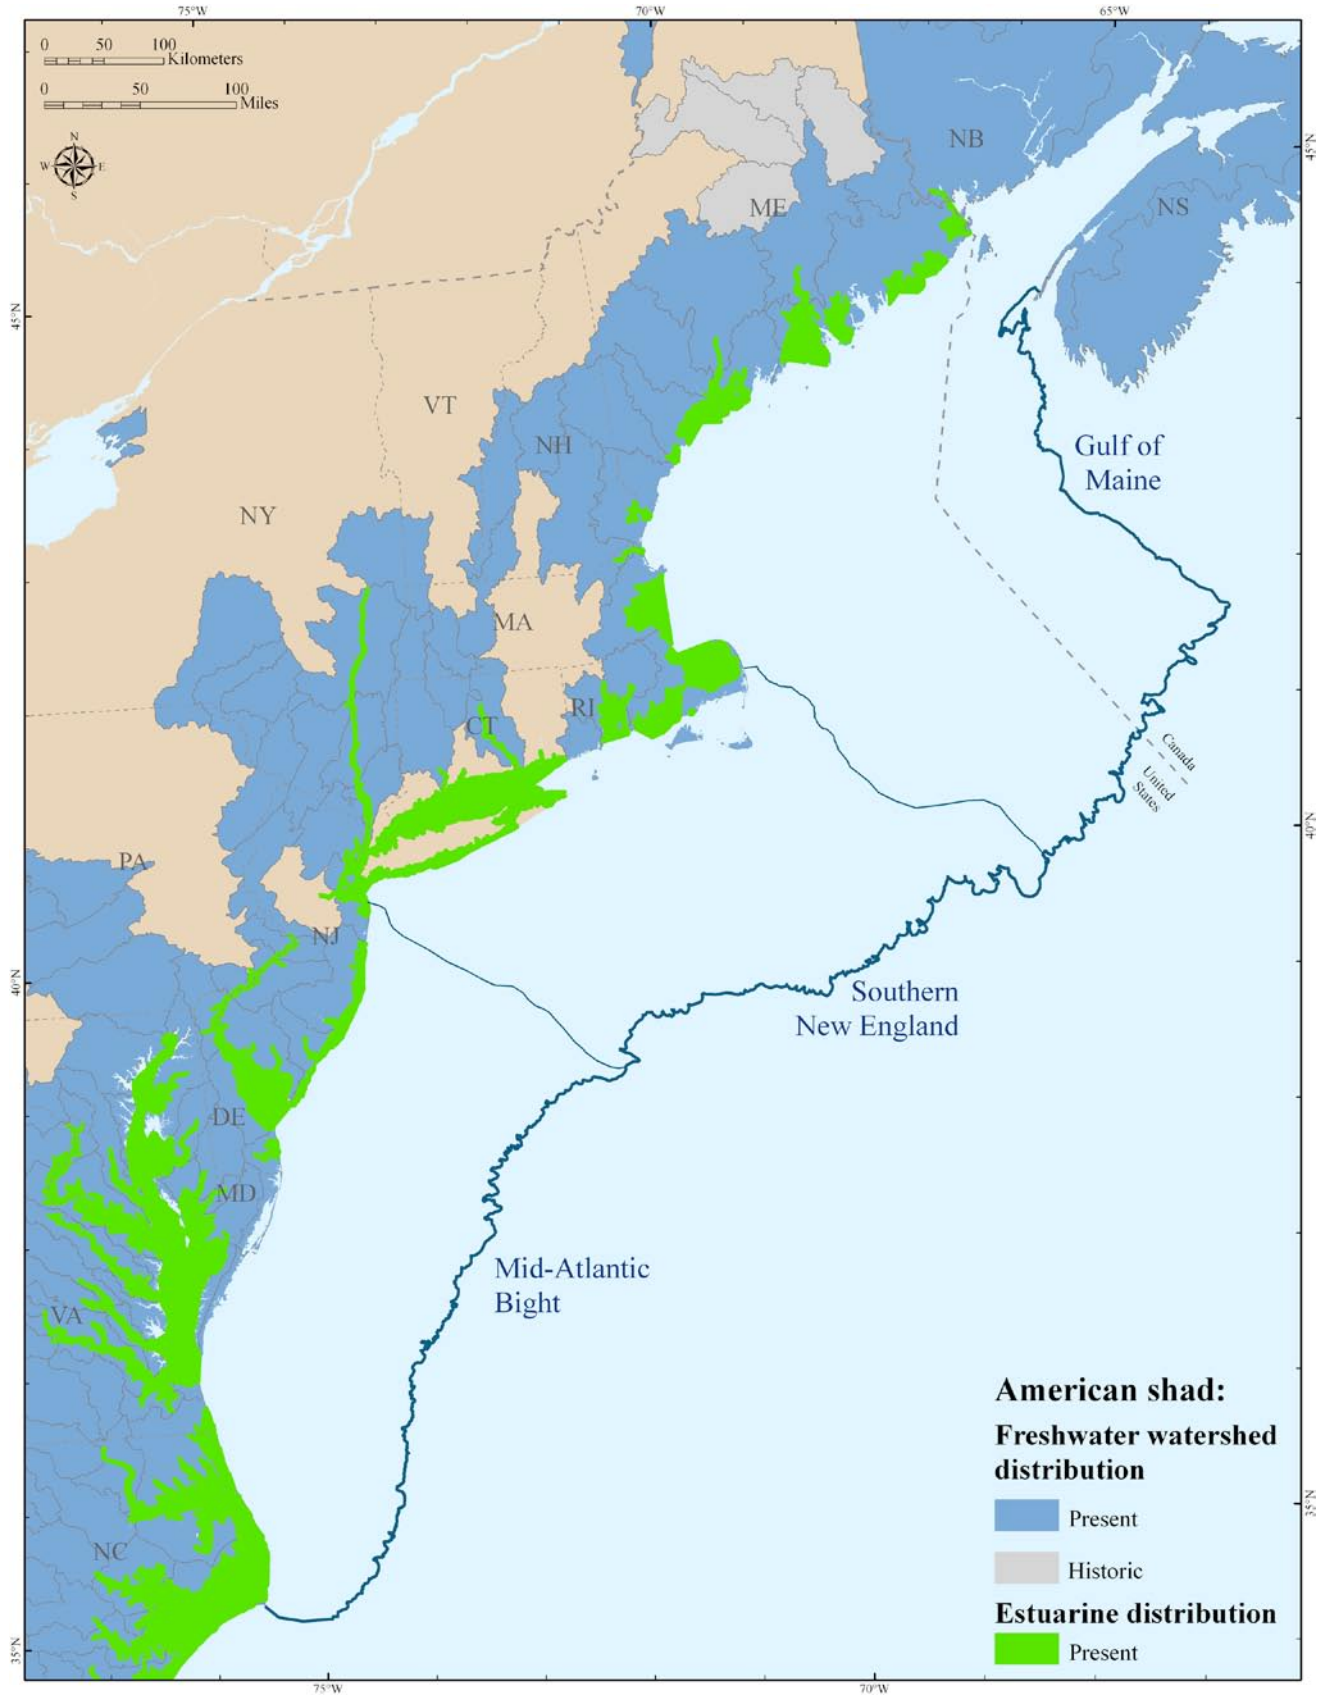 75°W
70°W
65°W
0 50 100
Kilometers
0 50 100
Miles
N
W E
S
NB
45°N
ME
NS
45°N
VT
NH
Gulf of
Maine
NY
MA
RI
CT
Canada
United
States
40°N
PA
NJ
40°N
Southern
New England
DE
MD
Mid-Atlantic
Bight
VA
American shad:
Freshwater watershed
distribution
Present
35°N
NC
Historic
Estuarine distribution
Present
35°N
75°W
70°W